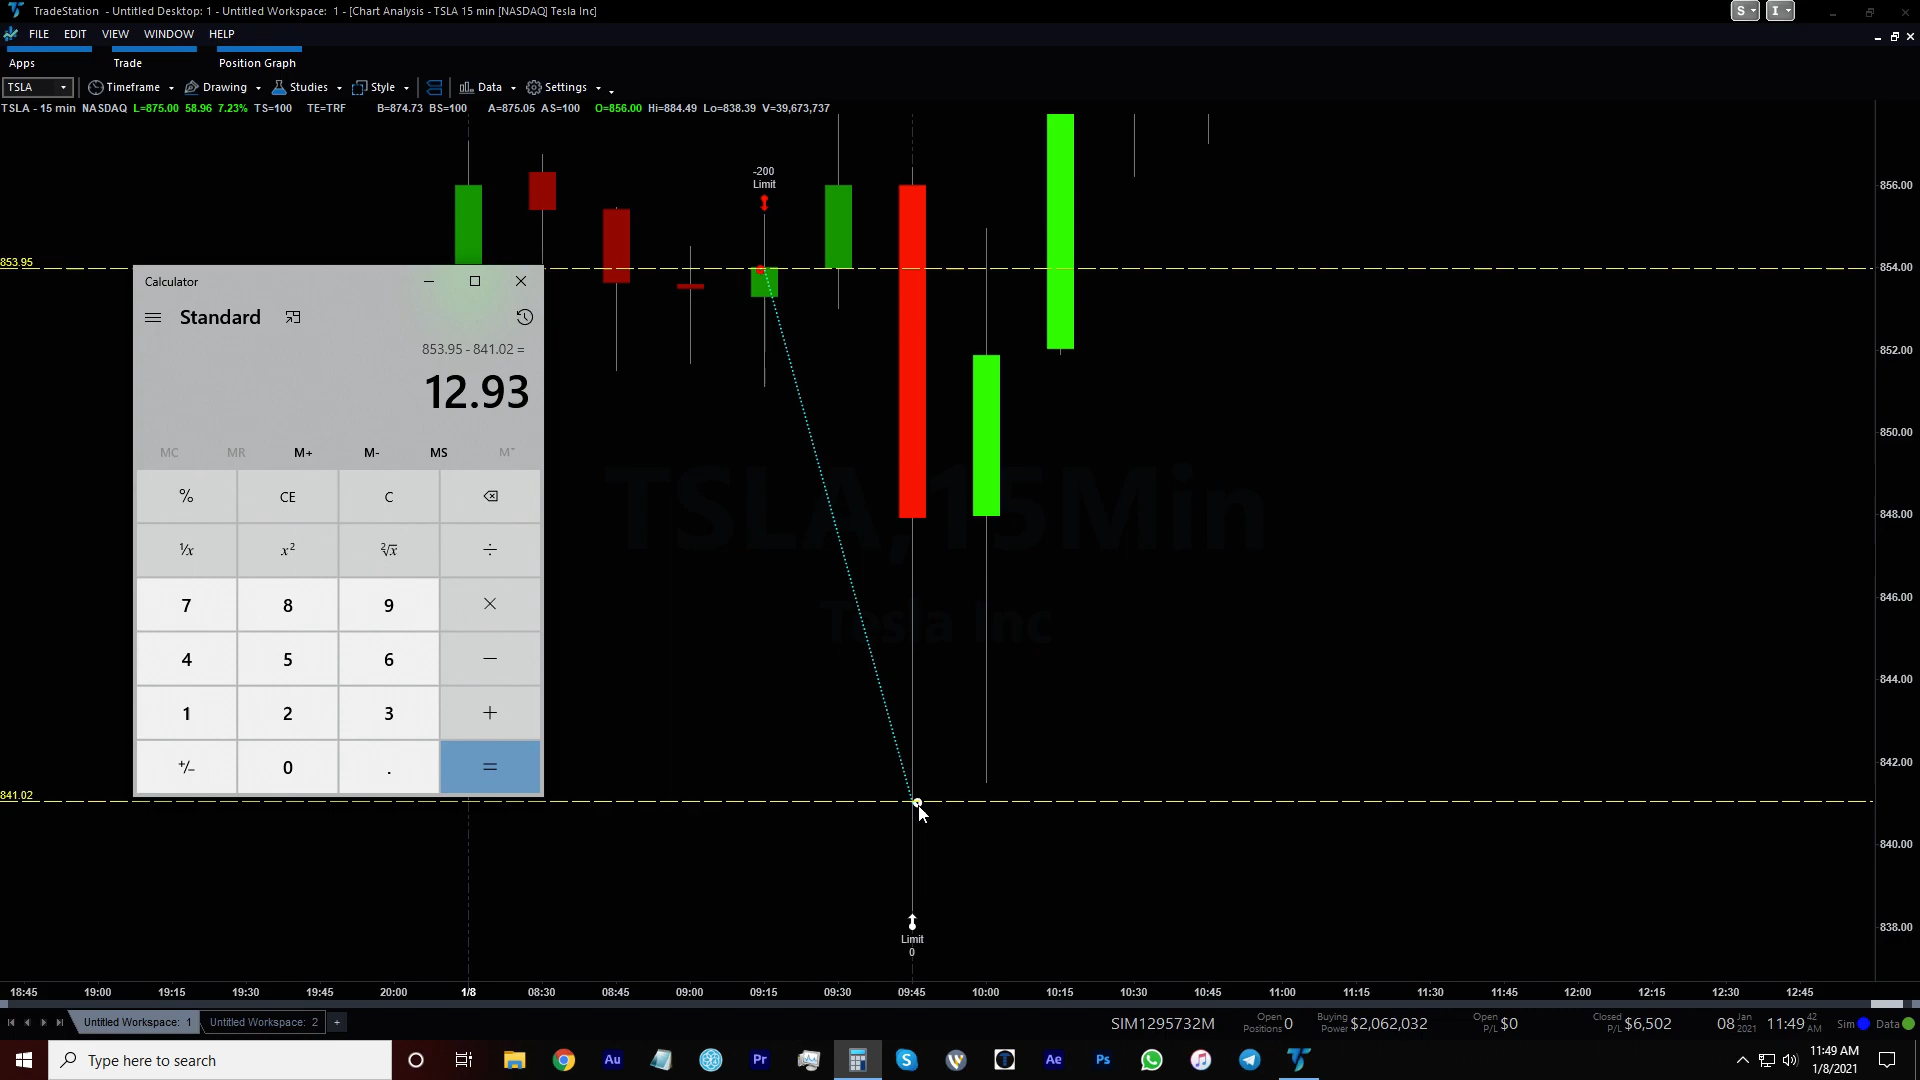 TradeStation - Untitled Desktop: 1 - Untitled Workspace: 1 - [Chart Analysis - TSLA 15 min [NASDAQ] Tesla Inc]
S
I
FILE EDIT VIEW WINDOW HELP
Apps Trade Position Graph
TSLA Timeframe Drawing Studies Style Data Settings
TSLA - 15 min NASDAQ L=875.00 58.96 7.23% TS=100 TE=TRF B=874.73 BS=100 A=875.05 AS=100 O=856.00 Hi=884.49 Lo=838.39 V=39,673,737
-200
Limit
853.95
Calculator
Standard
853.95 - 841.02 =
12.93
MC MR M+ M- MS M˅
% CE C
¹/x x² ²√x ÷
7 8 9 ×
4 5 6 −
1 2 3 +
+/− 0 . =
841.02
TSLA,15Min
Tesla Inc
Limit
0
856.00
854.00
852.00
850.00
848.00
846.00
844.00
842.00
840.00
838.00
18:45 19:00 19:15 19:30 19:45 20:00 1/8 08:30 08:45 09:00 09:15 09:30 09:45 10:00 10:15 10:30 10:45 11:00 11:15 11:30 11:45 12:00 12:15 12:30 12:45
Untitled Workspace: 1 Untitled Workspace: 2 +
SIM1295732M Open Positions 0 Buying Power $2,062,032 Open P/L $0 Closed P/L $6,502 08 Jan 2021 11:49 42 AM Sim Data
Type here to search
Au
Pr
Ae
Ps
11:49 AM
1/8/2021